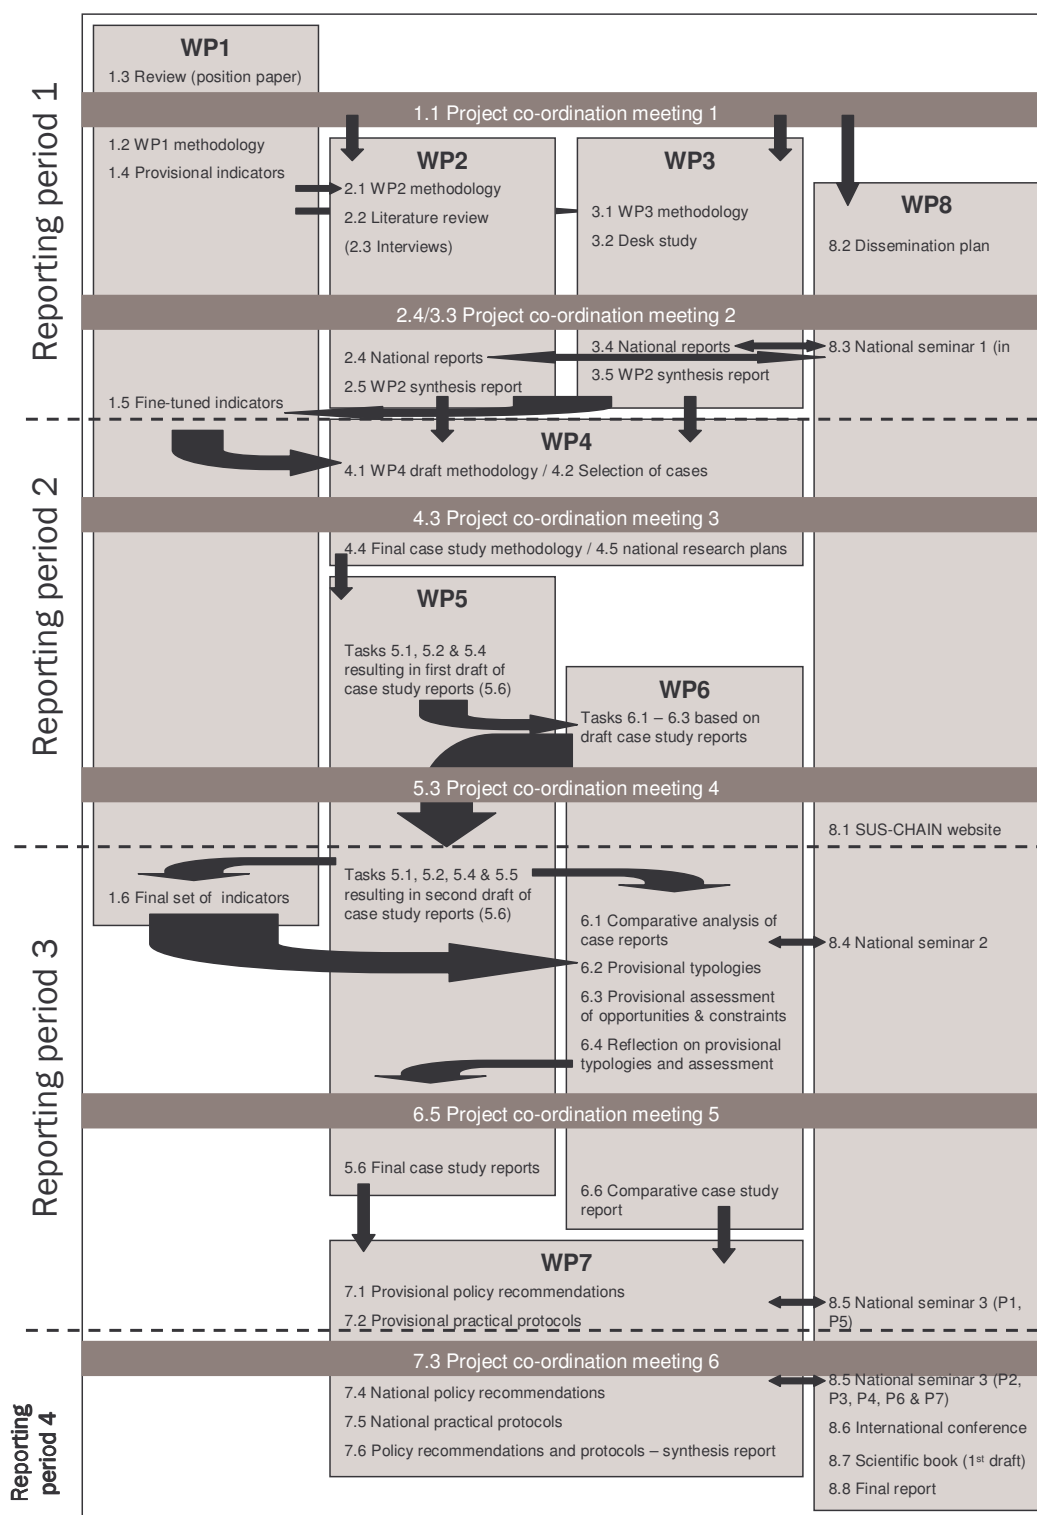 Reporting period 1
WP1
1.3 Review (position paper)
1.1 Project co-ordination meeting 1
1.2 WP1 methodology
1.4 Provisional indicators
WP2
2.1 WP2 methodology
2.2 Literature review
(2.3 Interviews)
WP3
3.1 WP3 methodology
3.2 Desk study
WP8
8.2 Dissemination plan
2.4/3.3 Project co-ordination meeting 2
2.4 National reports
2.5 WP2 synthesis report
3.4 National reports
3.5 WP2 synthesis report
8.3 National seminar 1 (in
1.5 Fine-tuned indicators
Reporting period 2
WP4
4.1 WP4 draft methodology / 4.2 Selection of cases
4.3 Project co-ordination meeting 3
4.4 Final case study methodology / 4.5 national research plans
WP5
Tasks 5.1, 5.2 & 5.4
resulting in first draft of
case study reports (5.6)
WP6
Tasks 6.1 – 6.3 based on
draft case study reports
5.3 Project co-ordination meeting 4
8.1 SUS-CHAIN website
Reporting period 3
1.6 Final set of indicators
Tasks 5.1, 5.2, 5.4 & 5.5
resulting in second draft of
case study reports (5.6)
6.1 Comparative analysis of
case reports
6.2 Provisional typologies
6.3 Provisional assessment
of opportunities & constraints
6.4 Reflection on provisional
typologies and assessment
8.4 National seminar 2
6.5 Project co-ordination meeting 5
5.6 Final case study reports
6.6 Comparative case study
report
WP7
7.1 Provisional policy recommendations
7.2 Provisional practical protocols
8.5 National seminar 3 (P1,
P5)
Reporting
period 4
7.3 Project co-ordination meeting 6
7.4 National policy recommendations
7.5 National practical protocols
7.6 Policy recommendations and protocols – synthesis report
8.5 National seminar 3 (P2,
P3, P4, P6 & P7)
8.6 International conference
8.7 Scientific book (1st draft)
8.8 Final report